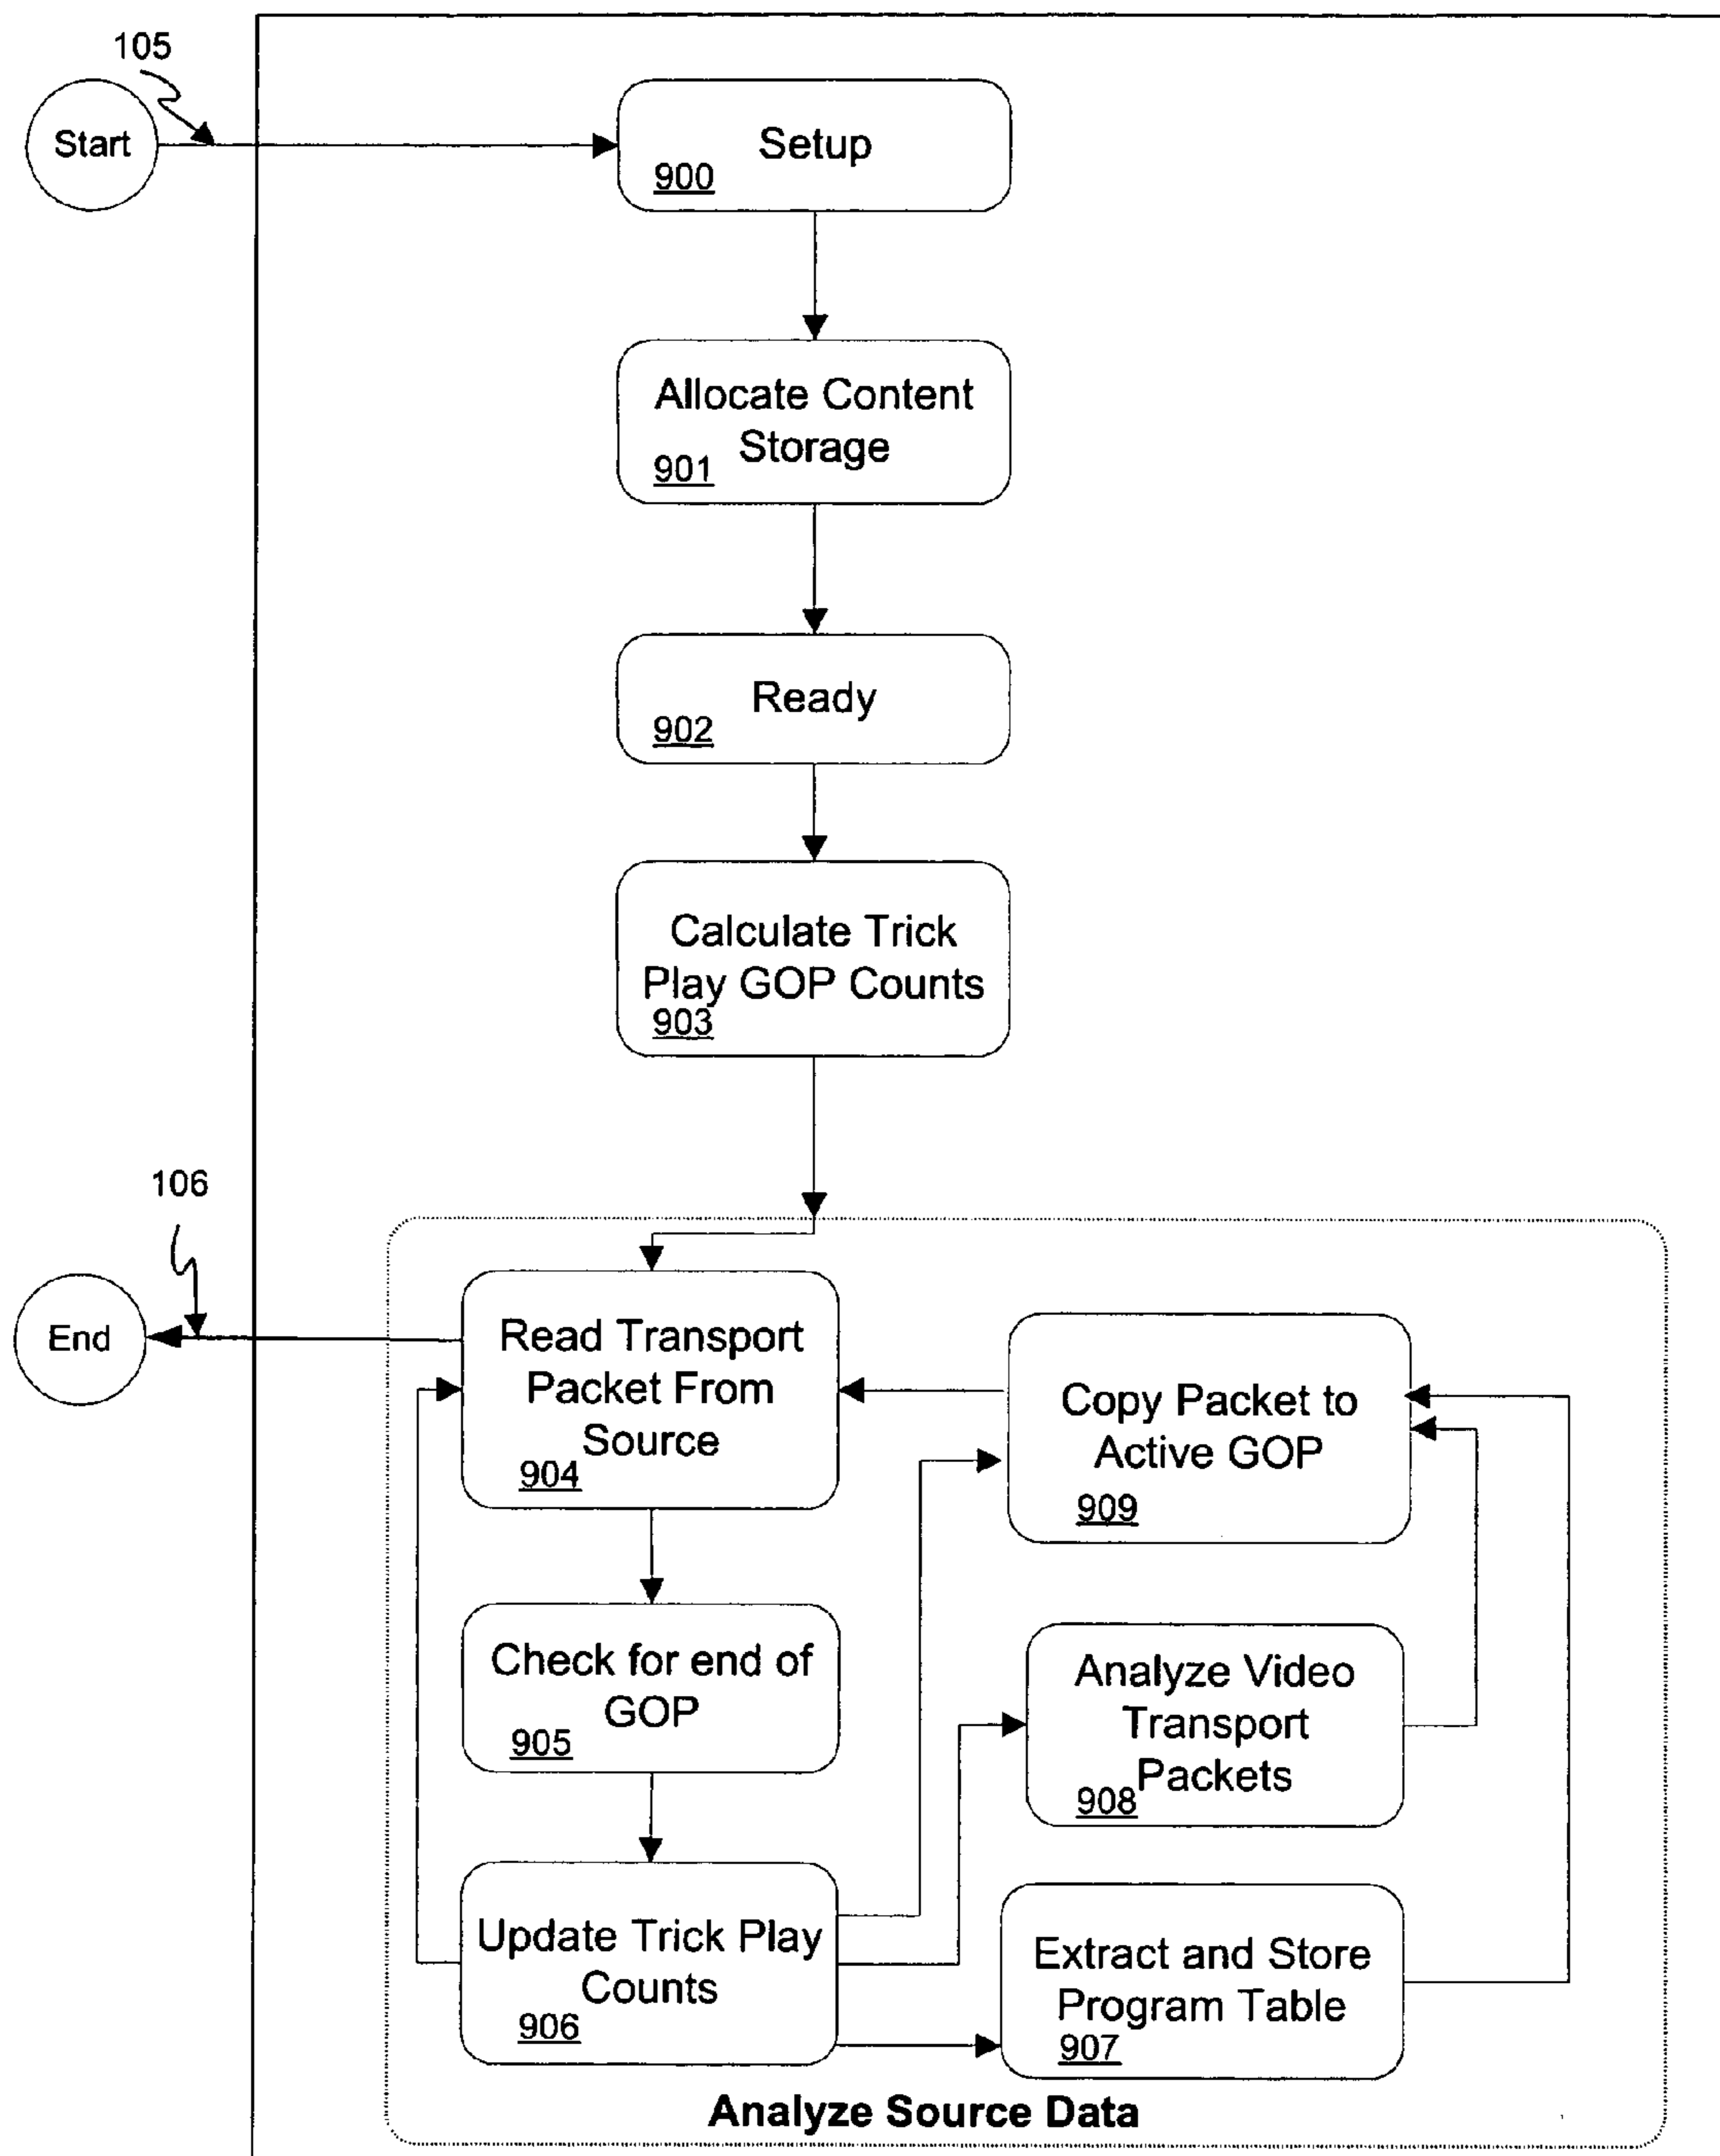 105
Start
Setup
900
Allocate Content
Storage
901
Ready
902
Calculate Trick
Play GOP Counts
903
106
End
Read Transport
Packet From
Source
904
Copy Packet to
Active GOP
909
Check for end of
GOP
905
Analyze Video
Transport
Packets
908
Update Trick Play
Counts
906
Extract and Store
Program Table
907
Analyze Source Data